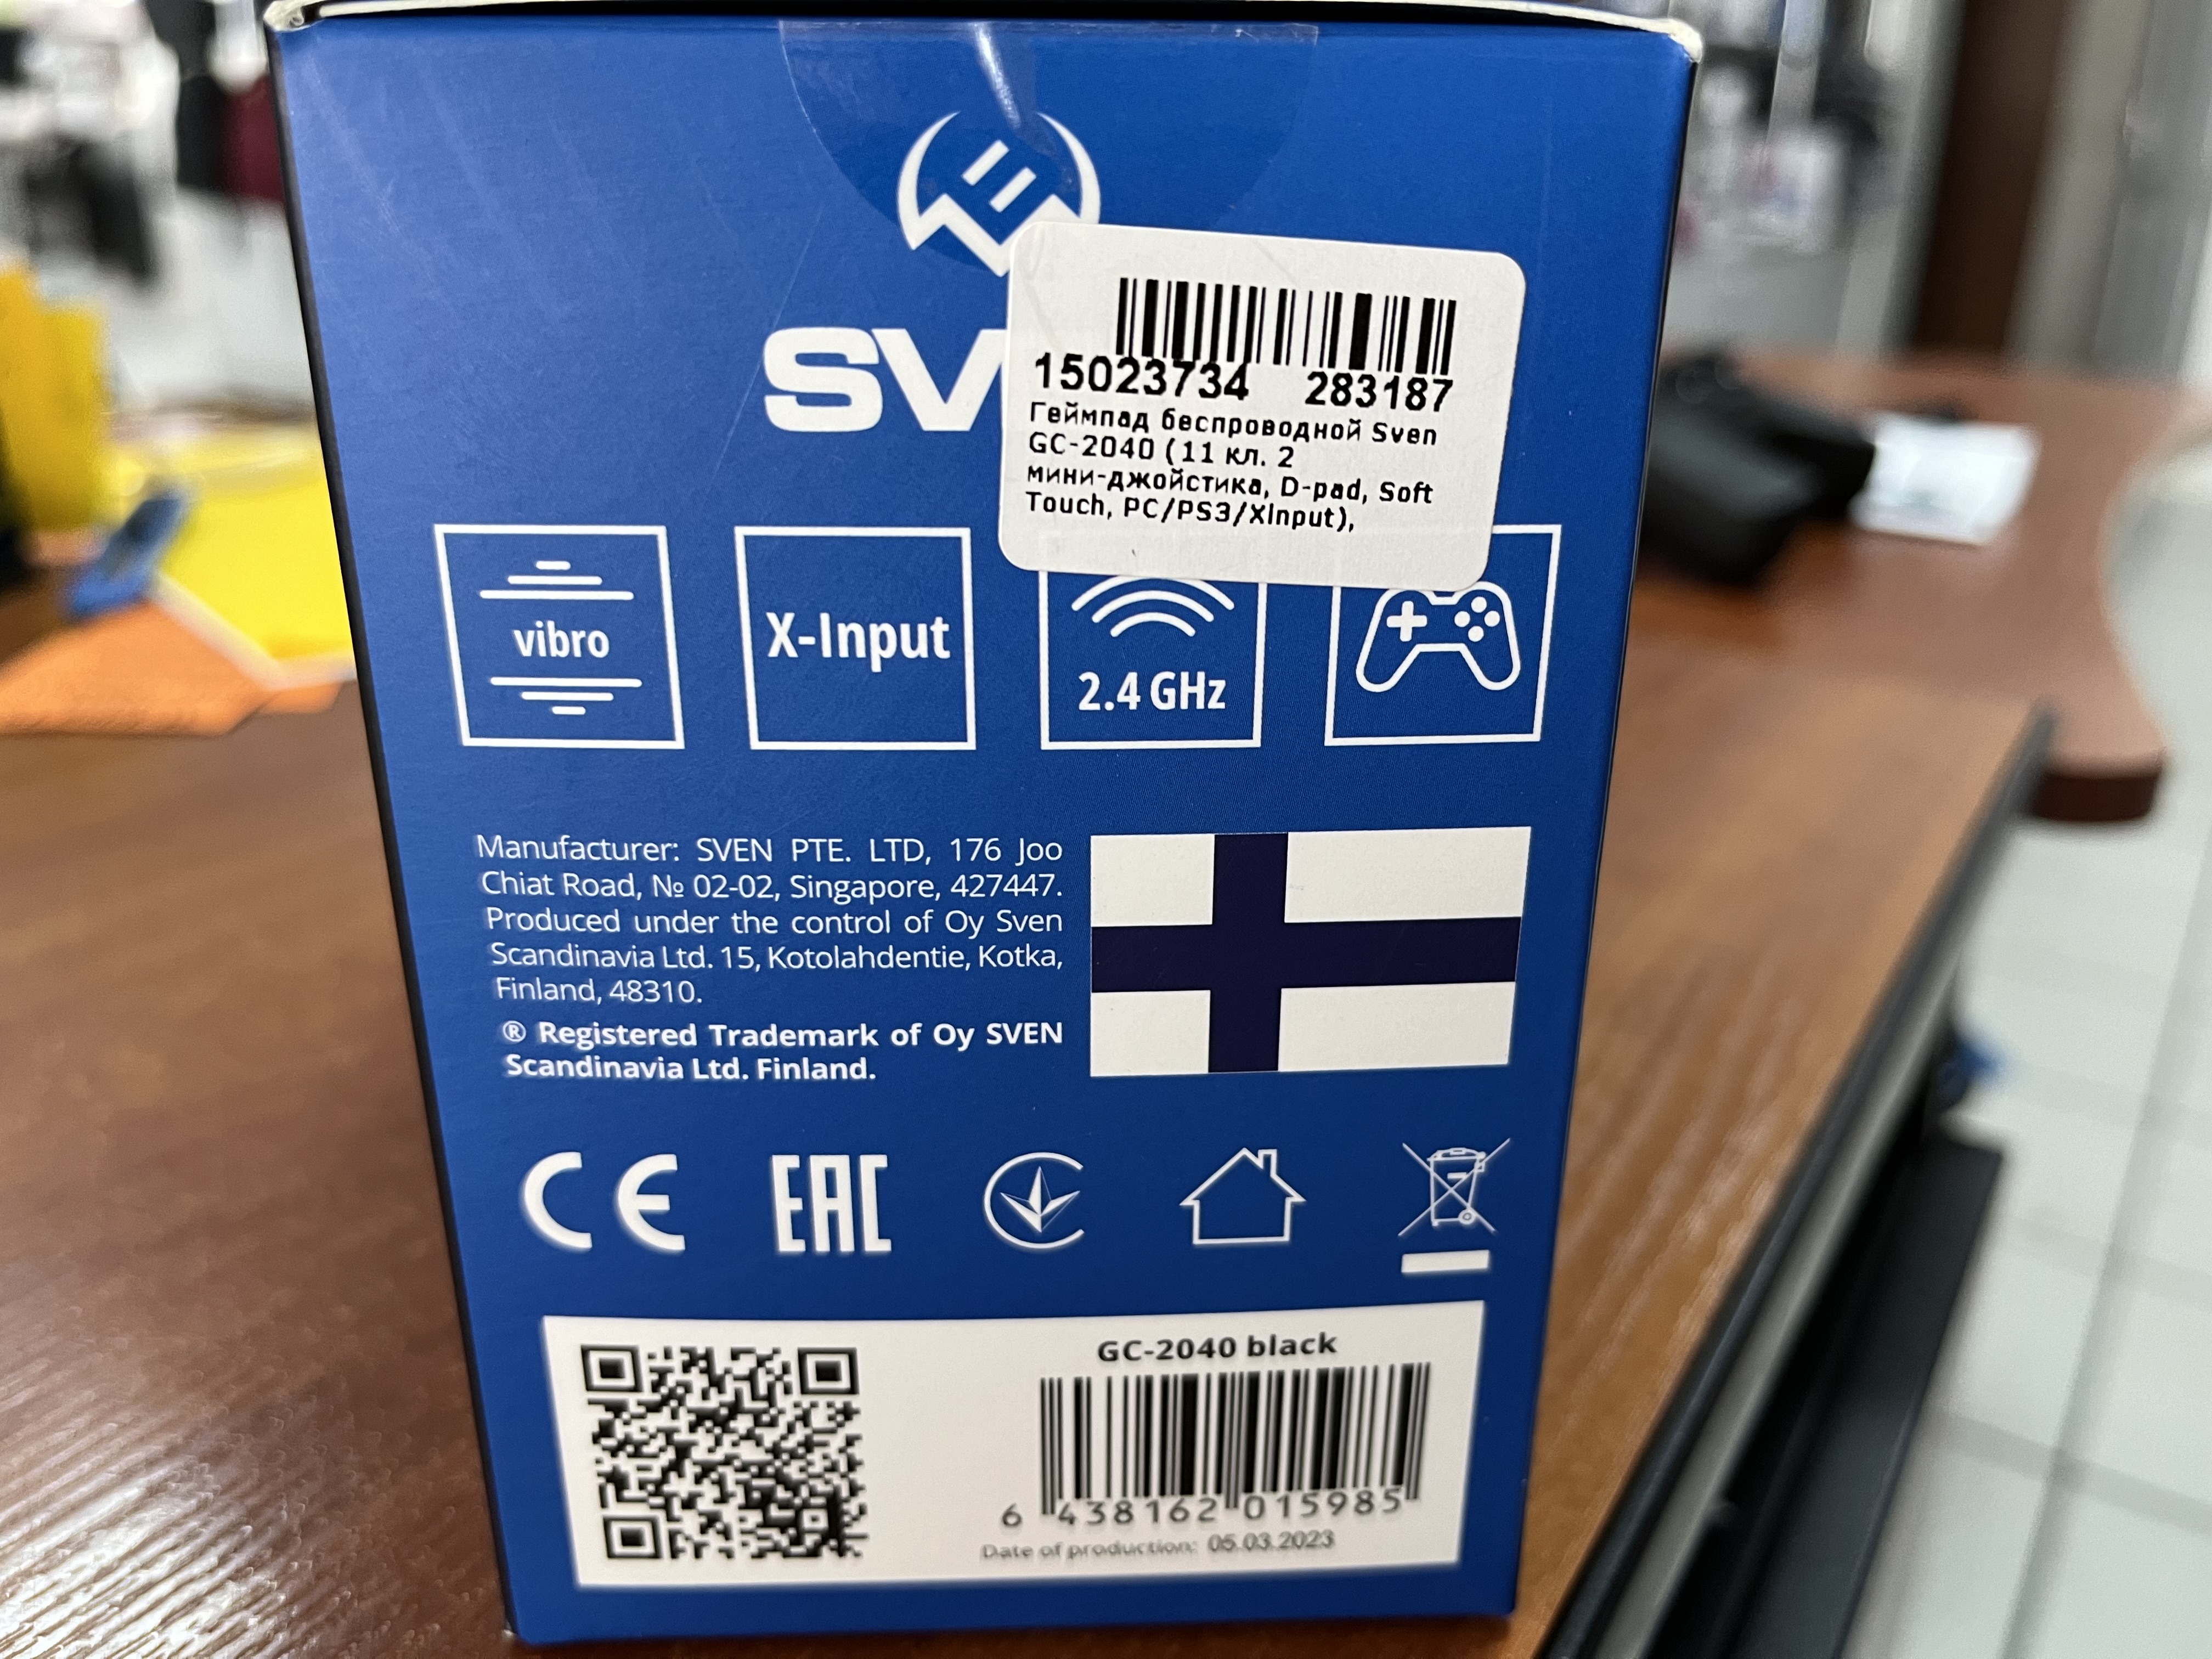 SV
15023734 283187
Геймпад беспроводной Sven
GC-2040 (11 кл. 2
мини-джойстика, D-pad, Soft
Touch, PC/PS3/XInput),
vibro
X-Input
2.4 GHz
Manufacturer: SVEN PTE. LTD, 176 Joo
Chiat Road, № 02-02, Singapore, 427447.
Produced under the control of Oy Sven
Scandinavia Ltd. 15, Kotolahdentie, Kotka,
Finland, 48310.
® Registered Trademark of Oy SVEN
Scandinavia Ltd. Finland.
CE EAC
GC-2040 black
6 438162 015985
Date of production: 05.03.2023